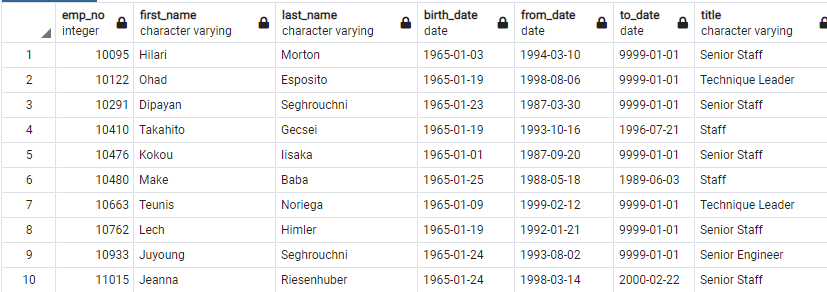 emp_no first_name last_name birth_date from_date to_date title
integer character varying character varying date date date character varying
1 10095 Hilari Morton 1965-01-03 1994-03-10 9999-01-01 Senior Staff
2 10122 Ohad Esposito 1965-01-19 1998-08-06 9999-01-01 Technique Leader
3 10291 Dipayan Seghrouchni 1965-01-23 1987-03-30 9999-01-01 Senior Staff
4 10410 Takahito Gecsei 1965-01-19 1993-10-16 1996-07-21 Staff
5 10476 Kokou Iisaka 1965-01-01 1987-09-20 9999-01-01 Senior Staff
6 10480 Make Baba 1965-01-25 1988-05-18 1989-06-03 Staff
7 10663 Teunis Noriega 1965-01-09 1999-02-12 9999-01-01 Technique Leader
8 10762 Lech Himler 1965-01-19 1992-01-21 9999-01-01 Senior Staff
9 10933 Juyoung Seghrouchni 1965-01-24 1993-08-02 9999-01-01 Senior Engineer
10 11015 Jeanna Riesenhuber 1965-01-24 1998-03-14 2000-02-22 Senior Staff